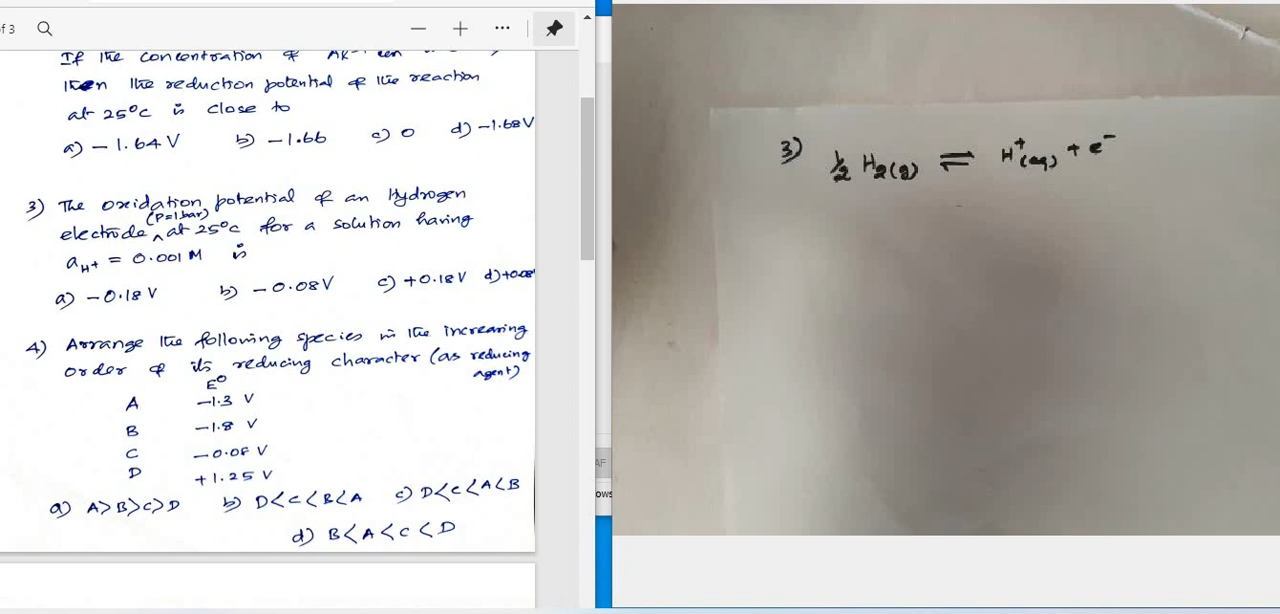 of 3
If the concentration of
then the reduction potential of the reaction
at 25°C is close to
a) – 1.64 V b) – 1.66 c) 0 d) – 1.68V
3) The oxidation potential of an Hydrogen
(P=1bar)
electrode ^ at 25°C for a solution having
aH+ = 0.001 M is
a) – 0.18 V b) – 0.08V c) +0.18V d) +0.08
4) Arrange the following species in the increasing
order of its reducing character (as reducing
agent)
E°
A –1.3 V
B –1.8 V
C –0.08 V
D +1.25 V
a) A>B>C>D b) D<C<B<A c) D<C<A<B
d) B<A<C<D
AF
ows
3) ½ H2(g) ⇌ H+(aq) + e–